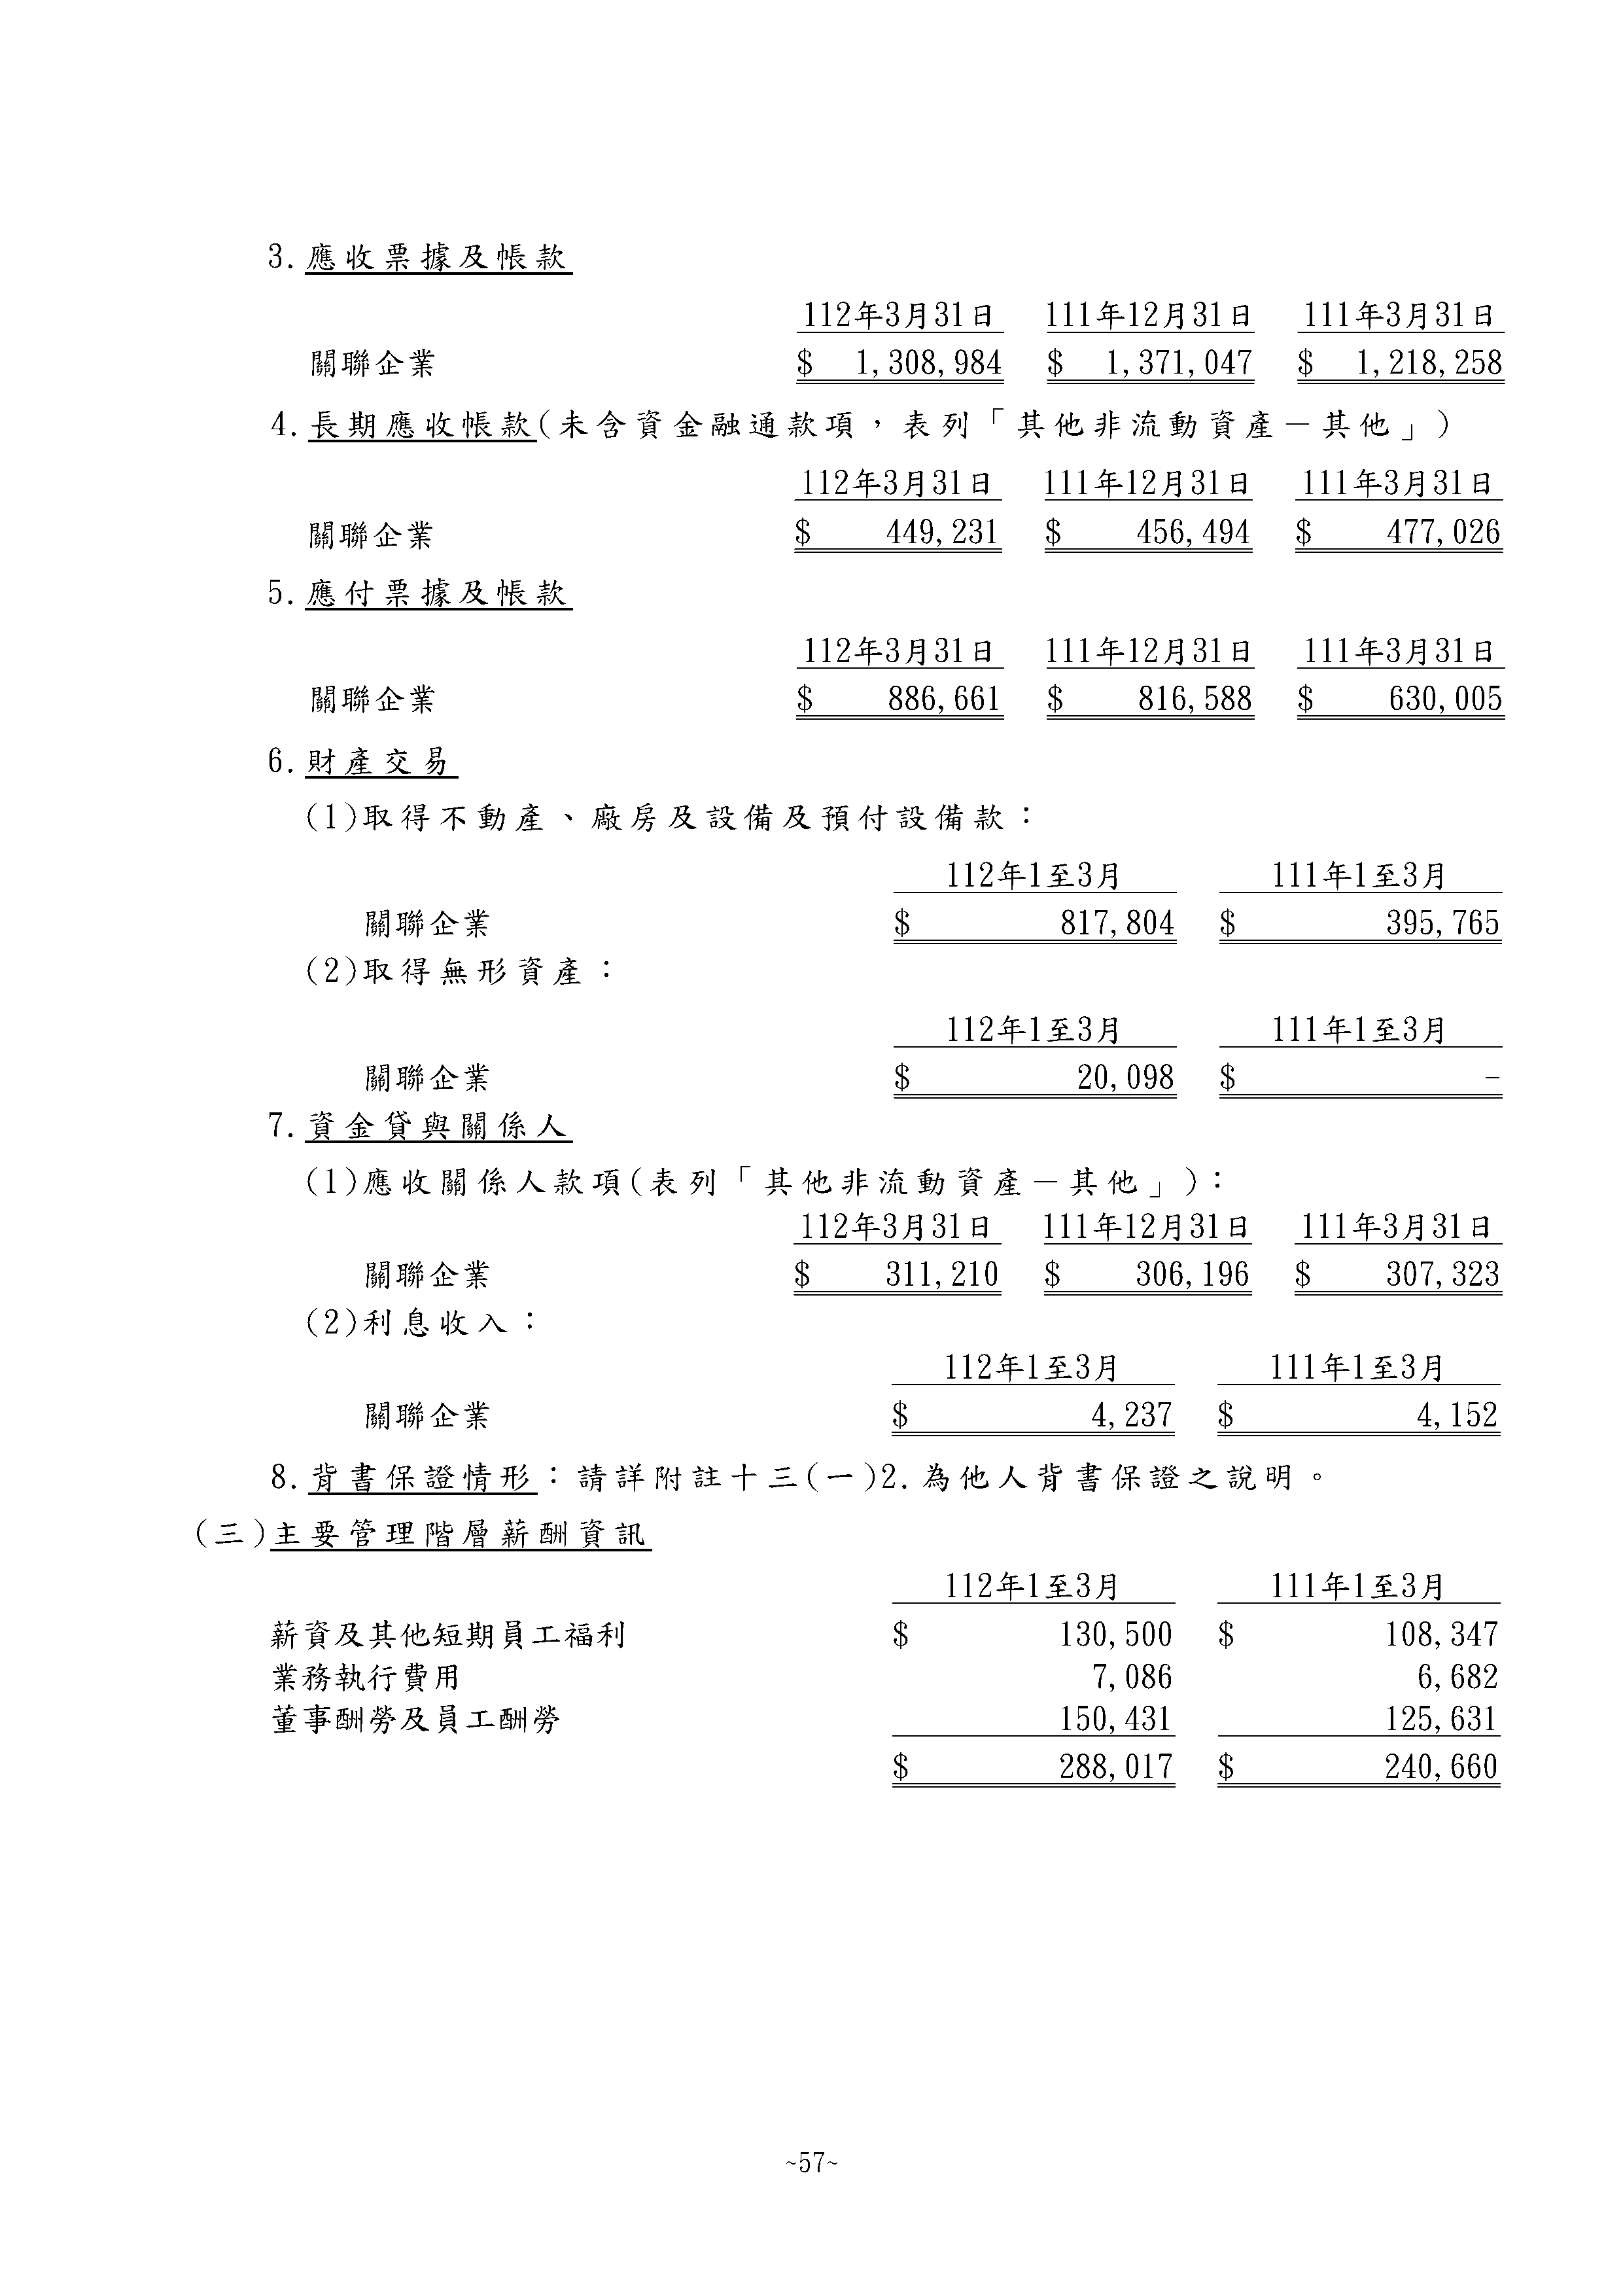 3.應收票據及帳款
112年3月31日 111年12月31日 111年3月31日
關聯企業 $ 1,308,984 $ 1,371,047 $ 1,218,258
4.長期應收帳款(未含資金融通款項，表列「其他非流動資產－其他」)
112年3月31日 111年12月31日 111年3月31日
關聯企業 $ 449,231 $ 456,494 $ 477,026
5.應付票據及帳款
112年3月31日 111年12月31日 111年3月31日
關聯企業 $ 886,661 $ 816,588 $ 630,005
6.財產交易
(1)取得不動產、廠房及設備及預付設備款：
112年1至3月 111年1至3月
關聯企業 $ 817,804 $ 395,765
(2)取得無形資產：
112年1至3月 111年1至3月
關聯企業 $ 20,098 $ -
7.資金貸與關係人
(1)應收關係人款項(表列「其他非流動資產－其他」)：
112年3月31日 111年12月31日 111年3月31日
關聯企業 $ 311,210 $ 306,196 $ 307,323
(2)利息收入：
112年1至3月 111年1至3月
關聯企業 $ 4,237 $ 4,152
8.背書保證情形：請詳附註十三(一)2.為他人背書保證之說明。
(三)主要管理階層薪酬資訊
112年1至3月 111年1至3月
薪資及其他短期員工福利 $ 130,500 $ 108,347
業務執行費用 7,086 6,682
董事酬勞及員工酬勞 150,431 125,631
$ 288,017 $ 240,660
~57~